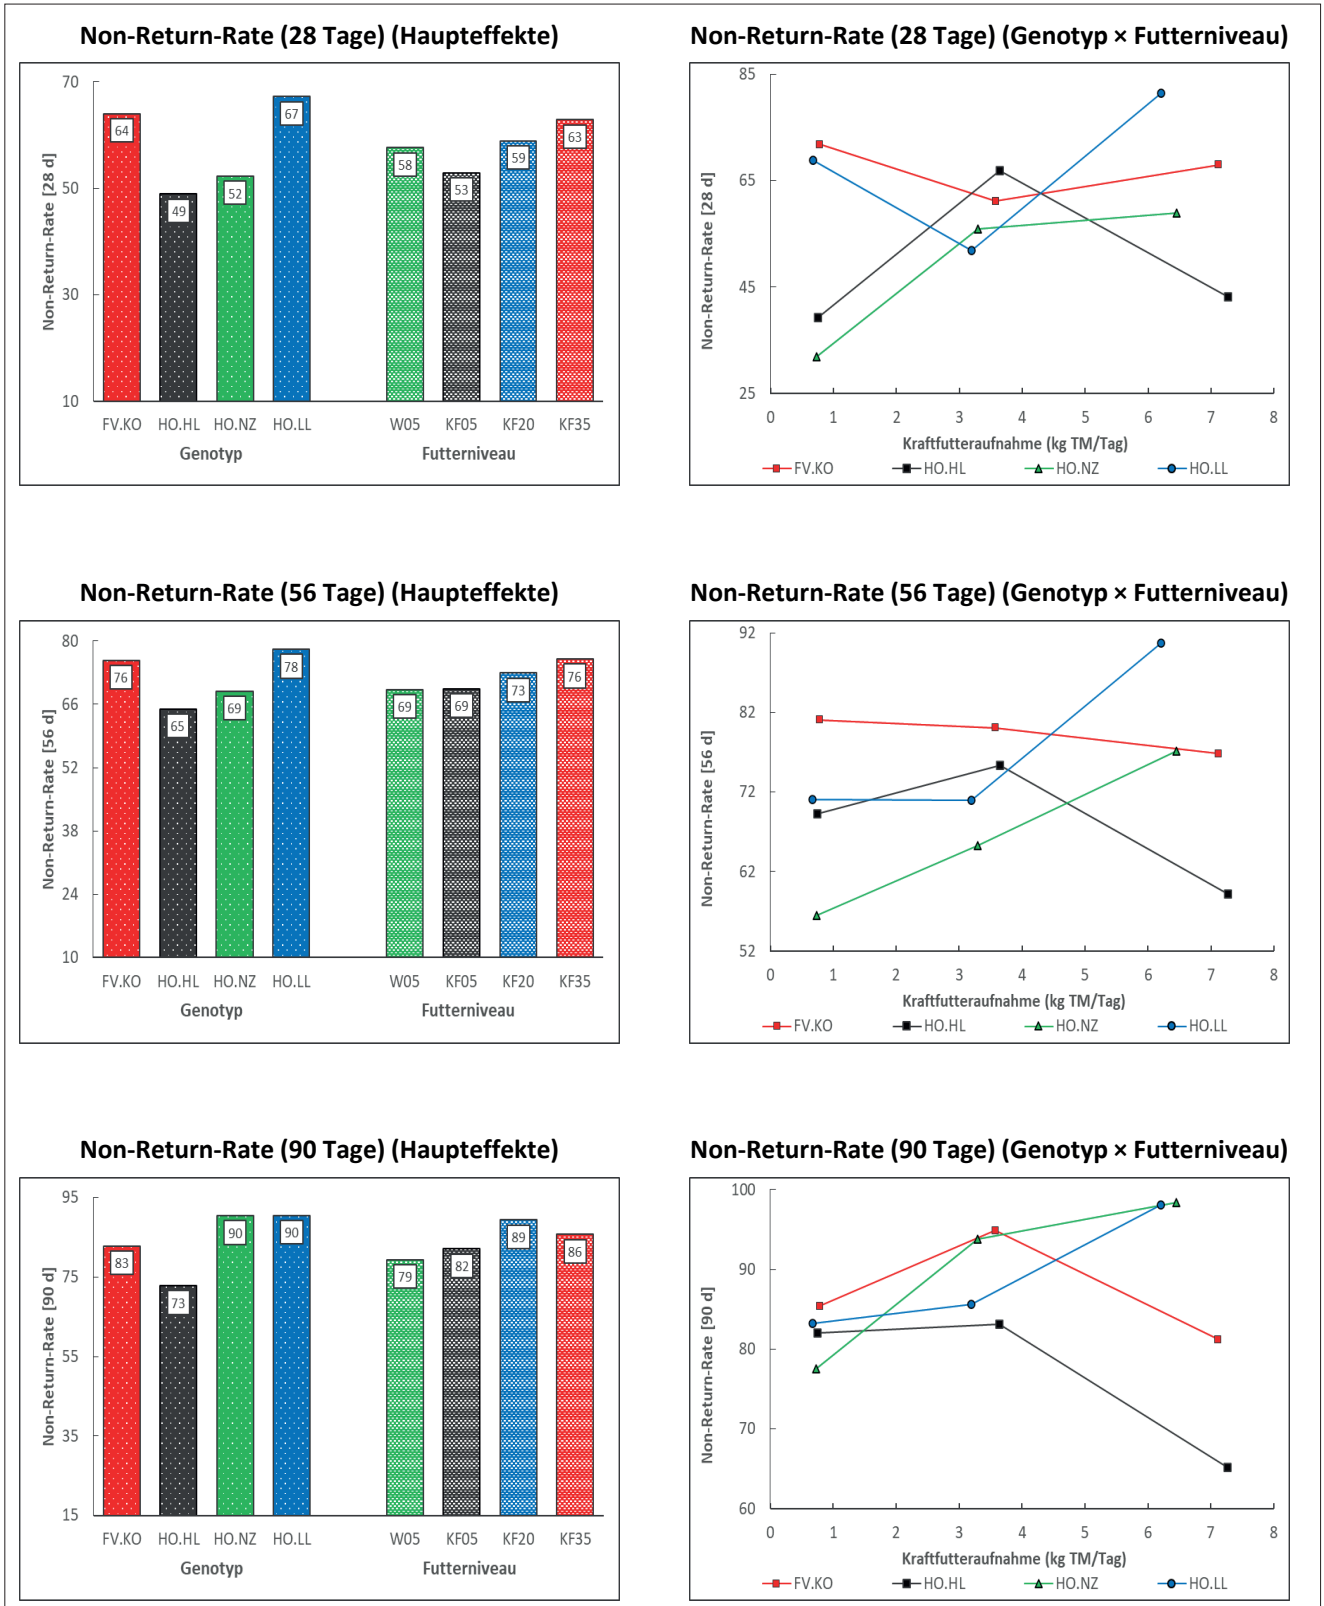 Non-Return-Rate (28 Tage) (Haupteffekte)
Non-Return-Rate [28 d]
70
50
30
10
64
49
52
67
58
53
59
63
FV.KO HO.HL HO.NZ HO.LL W05 KF05 KF20 KF35
Genotyp Futterniveau
Non-Return-Rate (28 Tage) (Genotyp × Futterniveau)
Non-Return-Rate [28 d]
85
65
45
25
0 1 2 3 4 5 6 7 8
Kraftfutteraufnahme (kg TM/Tag)
FV.KO HO.HL HO.NZ HO.LL
Non-Return-Rate (56 Tage) (Haupteffekte)
Non-Return-Rate [56 d]
80
66
52
38
24
10
76
65
69
78
69
69
73
76
FV.KO HO.HL HO.NZ HO.LL W05 KF05 KF20 KF35
Genotyp Futterniveau
Non-Return-Rate (56 Tage) (Genotyp × Futterniveau)
Non-Return-Rate [56 d]
92
82
72
62
52
0 1 2 3 4 5 6 7 8
Kraftfutteraufnahme (kg TM/Tag)
FV.KO HO.HL HO.NZ HO.LL
Non-Return-Rate (90 Tage) (Haupteffekte)
Non-Return-Rate [90 d]
95
75
55
35
15
83
73
90
90
79
82
89
86
FV.KO HO.HL HO.NZ HO.LL W05 KF05 KF20 KF35
Genotyp Futterniveau
Non-Return-Rate (90 Tage) (Genotyp × Futterniveau)
Non-Return-Rate [90 d]
100
90
80
70
60
0 1 2 3 4 5 6 7 8
Kraftfutteraufnahme (kg TM/Tag)
FV.KO HO.HL HO.NZ HO.LL